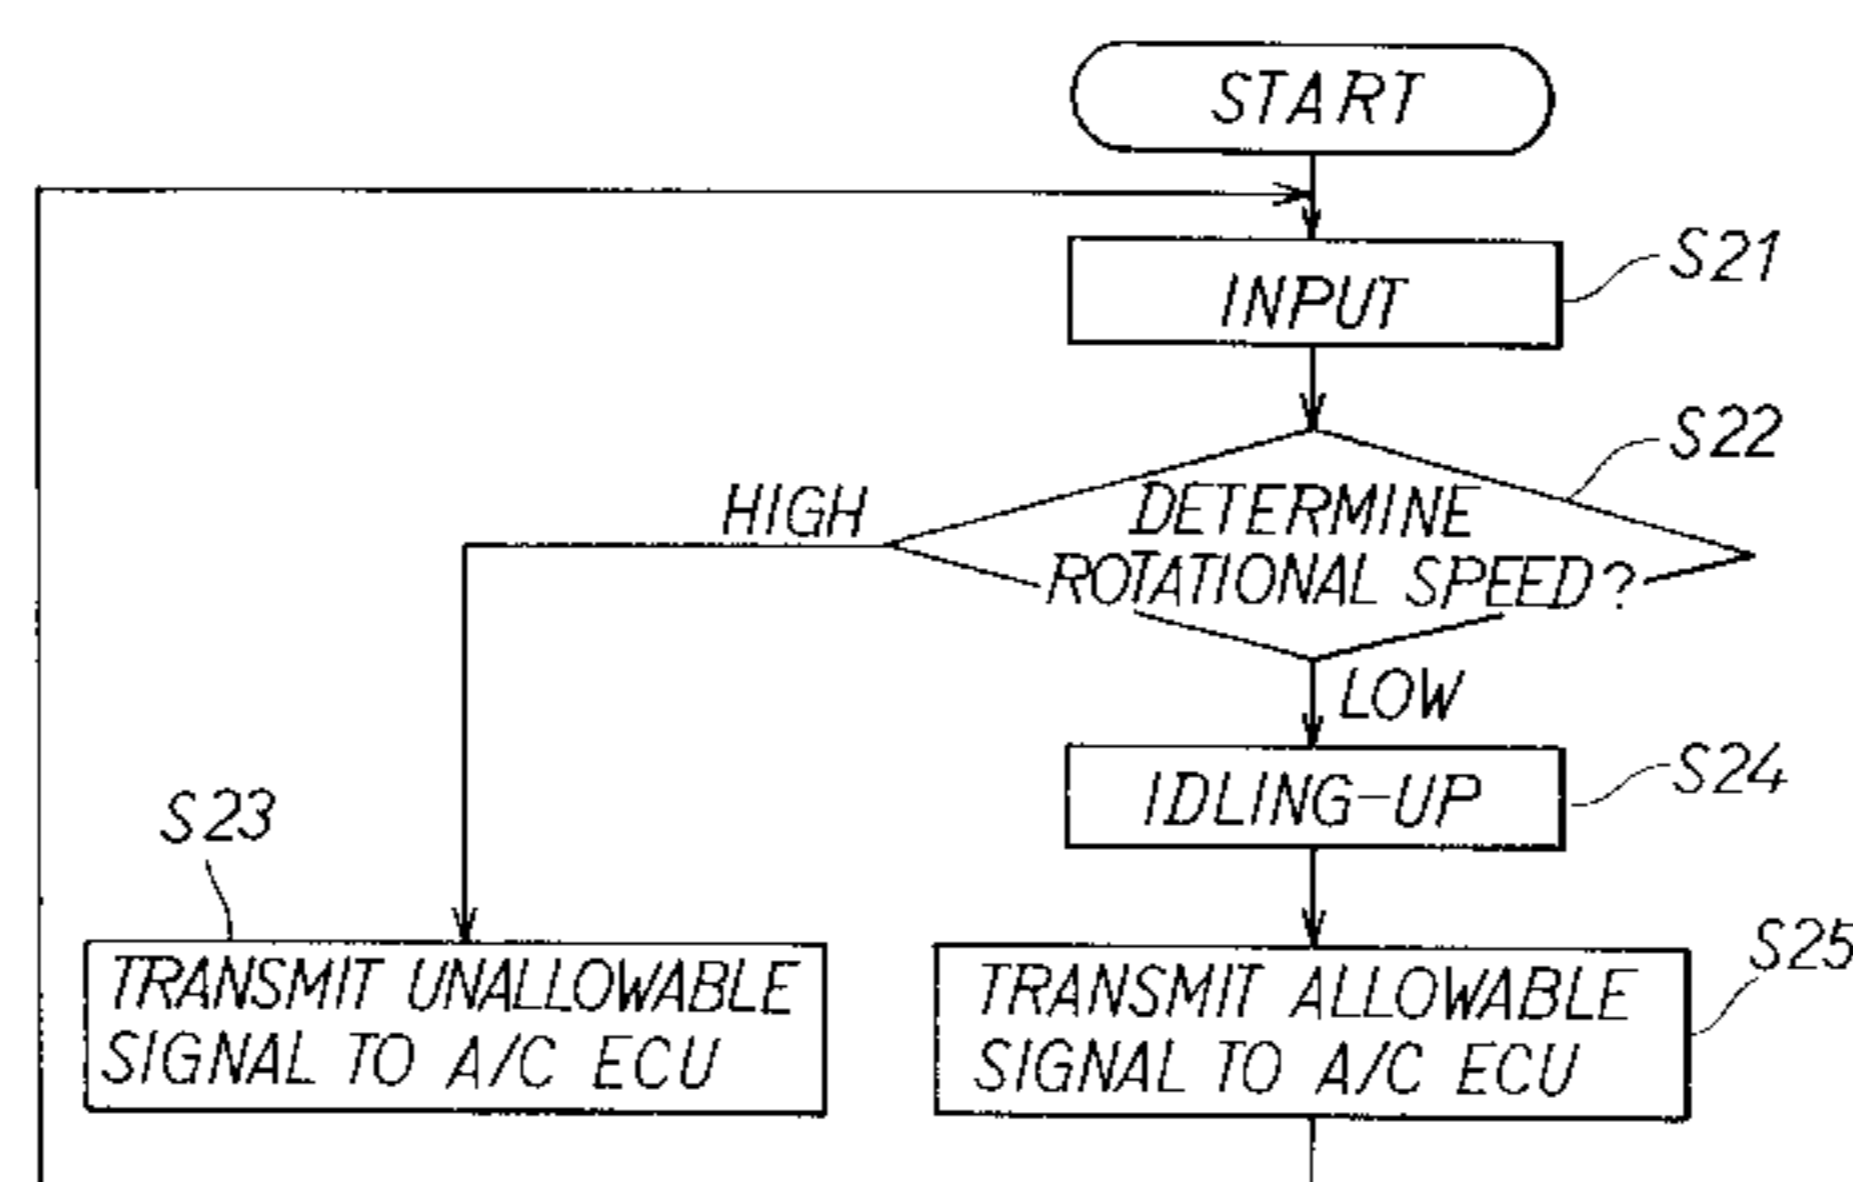 START
INPUT
S21
S22
HIGH
DETERMINE
ROTATIONAL SPEED?
LOW
IDLING-UP
S24
S23
TRANSMIT UNALLOWABLE
SIGNAL TO A/C ECU
S25
TRANSMIT ALLOWABLE
SIGNAL TO A/C ECU